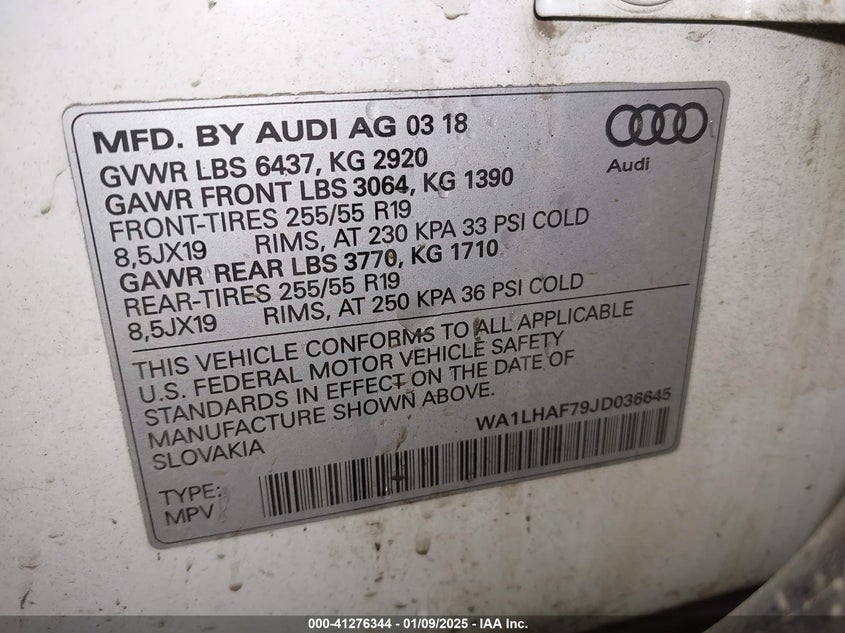 MFD. BY AUDI AG 03 18
Audi
GVWR LBS 6437, KG 2920
GAWR FRONT LBS 3064, KG 1390
FRONT-TIRES 255/55 R19
8,5JX19 RIMS, AT 230 KPA 33 PSI COLD
GAWR REAR LBS 3770, KG 1710
REAR-TIRES 255/55 R19
8,5JX19 RIMS, AT 250 KPA 36 PSI COLD
THIS VEHICLE CONFORMS TO ALL APPLICABLE
U.S. FEDERAL MOTOR VEHICLE SAFETY
STANDARDS IN EFFECT ON THE DATE OF
MANUFACTURE SHOWN ABOVE.
SLOVAKIA
WA1LHAF79JD036645
TYPE:
MPV
000-41276344 - 01/09/2025 - IAA Inc.